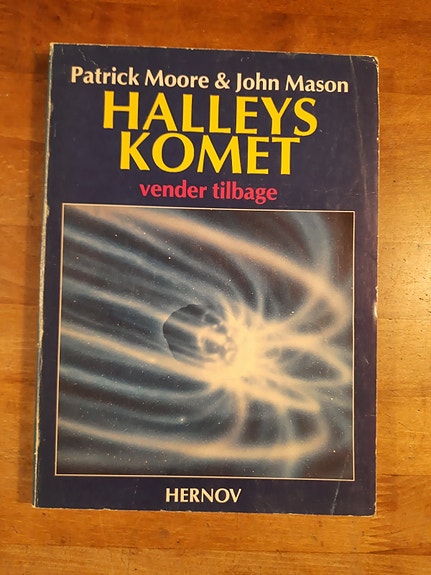 Patrick Moore & John Mason
HALLEYS
KOMET
vender tilbage
HERNOV